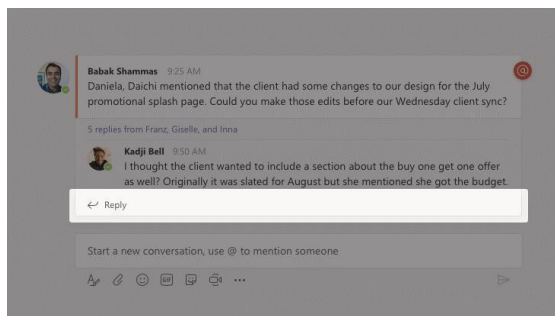 Babak Shammas 9:25 AM
Daniela, Daichi mentioned that the client had some changes to our design for the July
promotional splash page. Could you make those edits before our Wednesday client sync?
5 replies from Franz, Giselle, and Inna
Kadji Bell 9:50 AM
I thought the client wanted to include a section about the buy one get one offer
as well? Originally it was slated for August but she mentioned she got the budget.
Reply
Start a new conversation, use @ to mention someone
GIF